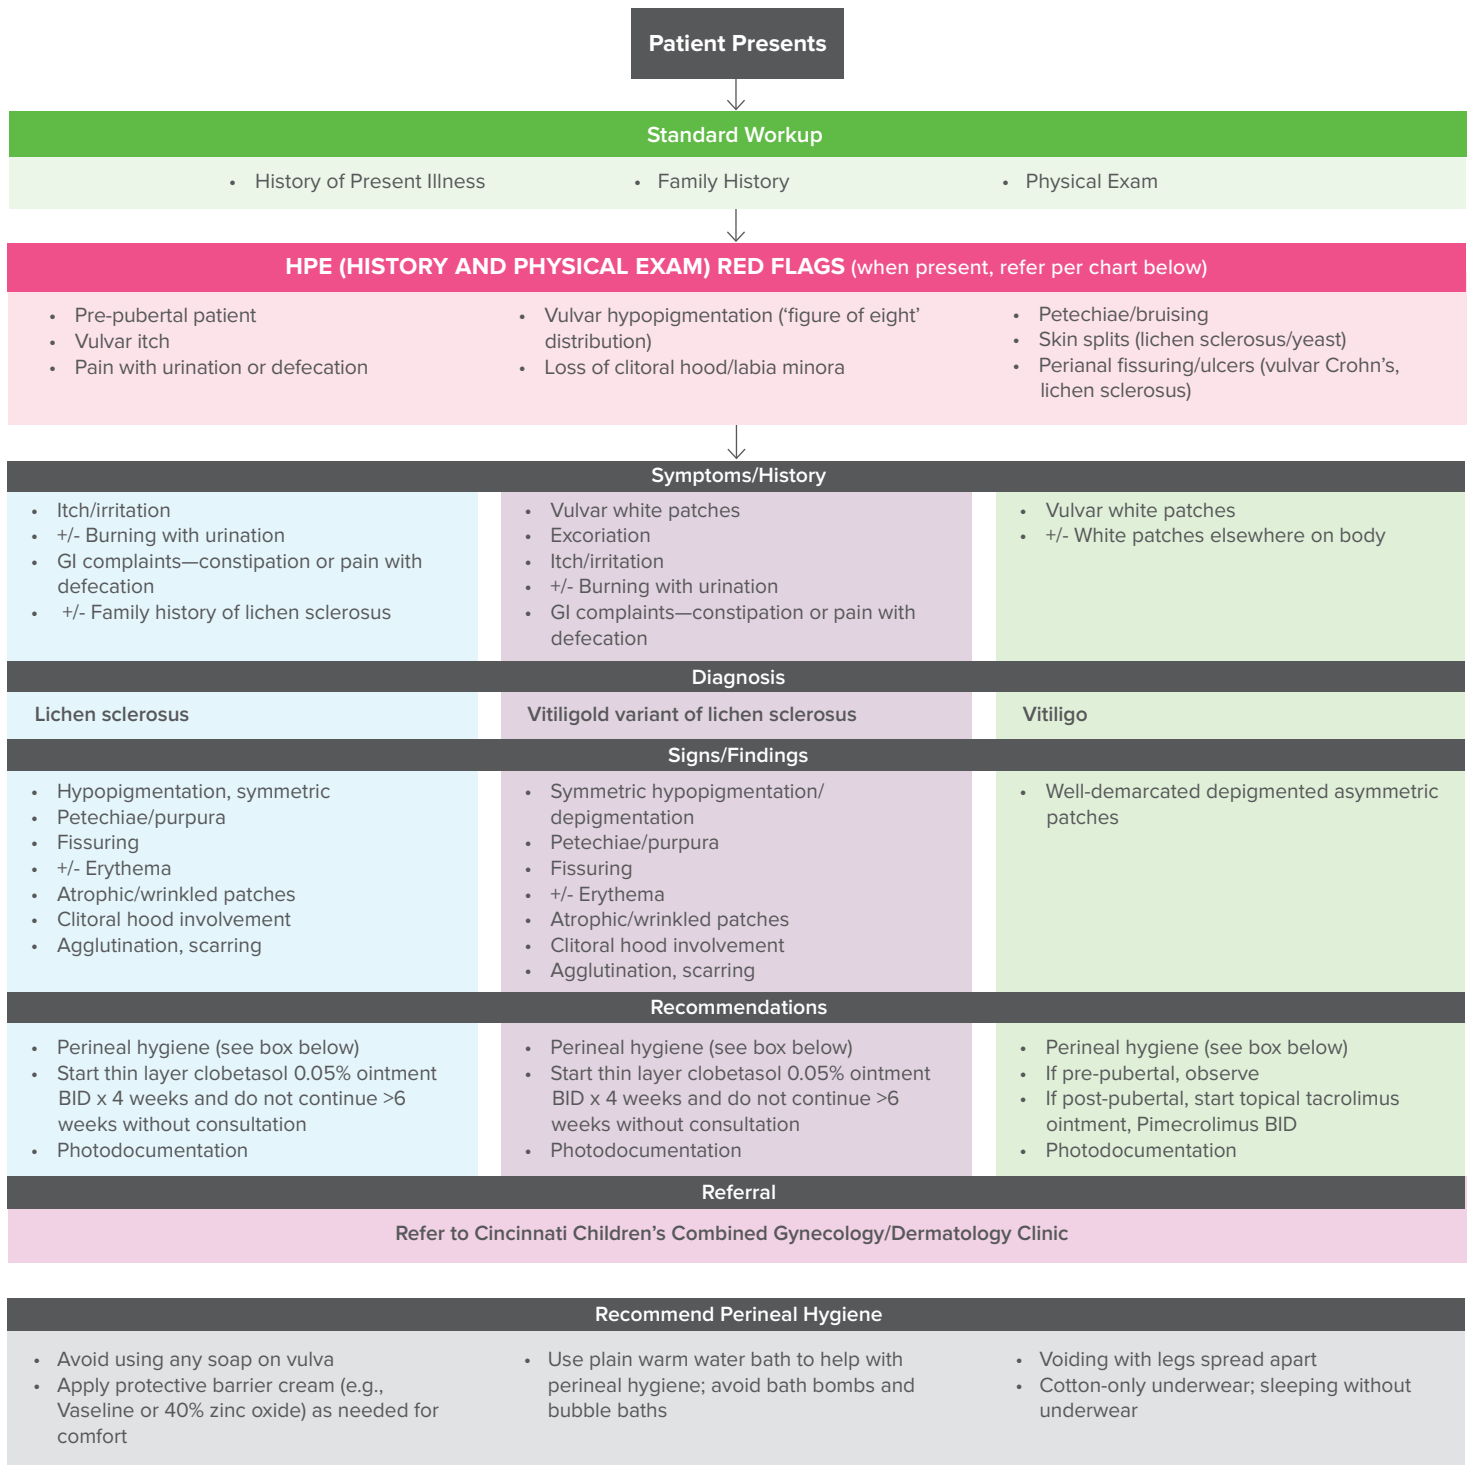 Patient Presents
Standard Workup
• History of Present Illness
• Family History
• Physical Exam
HPE (HISTORY AND PHYSICAL EXAM) RED FLAGS (when present, refer per chart below)
• Pre-pubertal patient
• Vulvar itch
• Pain with urination or defecation
• Vulvar hypopigmentation (‘figure of eight’
distribution)
• Loss of clitoral hood/labia minora
• Petechiae/bruising
• Skin splits (lichen sclerosus/yeast)
• Perianal fissuring/ulcers (vulvar Crohn’s,
lichen sclerosus)
Symptoms/History
• Itch/irritation
• +/- Burning with urination
• GI complaints—constipation or pain with
defecation
• +/- Family history of lichen sclerosus
• Vulvar white patches
• Excoriation
• Itch/irritation
• +/- Burning with urination
• GI complaints—constipation or pain with
defecation
• Vulvar white patches
• +/- White patches elsewhere on body
Diagnosis
Lichen sclerosus
Vitiligold variant of lichen sclerosus
Vitiligo
Signs/Findings
• Hypopigmentation, symmetric
• Petechiae/purpura
• Fissuring
• +/- Erythema
• Atrophic/wrinkled patches
• Clitoral hood involvement
• Agglutination, scarring
• Symmetric hypopigmentation/
depigmentation
• Petechiae/purpura
• Fissuring
• +/- Erythema
• Atrophic/wrinkled patches
• Clitoral hood involvement
• Agglutination, scarring
• Well-demarcated depigmented asymmetric
patches
Recommendations
• Perineal hygiene (see box below)
• Start thin layer clobetasol 0.05% ointment
BID x 4 weeks and do not continue >6
weeks without consultation
• Photodocumentation
• Perineal hygiene (see box below)
• Start thin layer clobetasol 0.05% ointment
BID x 4 weeks and do not continue >6
weeks without consultation
• Photodocumentation
• Perineal hygiene (see box below)
• If pre-pubertal, observe
• If post-pubertal, start topical tacrolimus
ointment, Pimecrolimus BID
• Photodocumentation
Referral
Refer to Cincinnati Children’s Combined Gynecology/Dermatology Clinic
Recommend Perineal Hygiene
• Avoid using any soap on vulva
• Apply protective barrier cream (e.g.,
Vaseline or 40% zinc oxide) as needed for
comfort
• Use plain warm water bath to help with
perineal hygiene; avoid bath bombs and
bubble baths
• Voiding with legs spread apart
• Cotton-only underwear; sleeping without
underwear